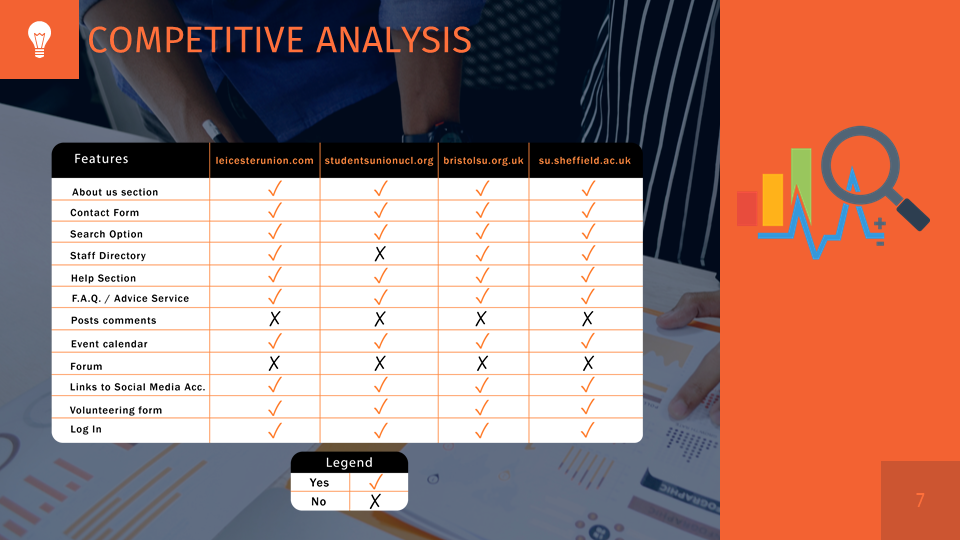 COMPETITIVE ANALYSIS
Features leicesterunion.com studentsunionucl.org bristolsu.org.uk su.sheffield.ac.uk
About us section ✓ ✓ ✓ ✓
Contact Form ✓ ✓ ✓ ✓
Search Option ✓ ✓ ✓ ✓
Staff Directory ✓ X ✓ ✓
Help Section ✓ ✓ ✓ ✓
F.A.Q. / Advice Service ✓ ✓ ✓ ✓
Posts comments X X X X
Event calendar ✓ ✓ ✓ ✓
Forum X X X X
Links to Social Media Acc. ✓ ✓ ✓ ✓
Volunteering form ✓ ✓ ✓ ✓
Log In ✓ ✓ ✓ ✓
Legend
Yes ✓
No X
7